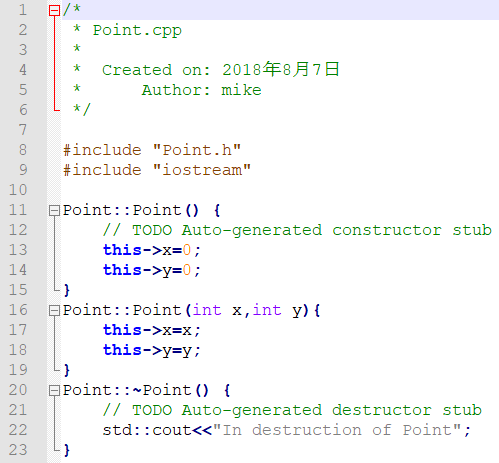 1 /*
2  * Point.cpp
3  *
4  *  Created on: 2018年8月7日
5  *      Author: mike
6  */
7
8 #include "Point.h"
9 #include "iostream"
10
11 Point::Point() {
12     // TODO Auto-generated constructor stub
13     this->x=0;
14     this->y=0;
15 }
16 Point::Point(int x,int y){
17     this->x=x;
18     this->y=y;
19 }
20 Point::~Point() {
21     // TODO Auto-generated destructor stub
22     std::cout<<"In destruction of Point";
23 }